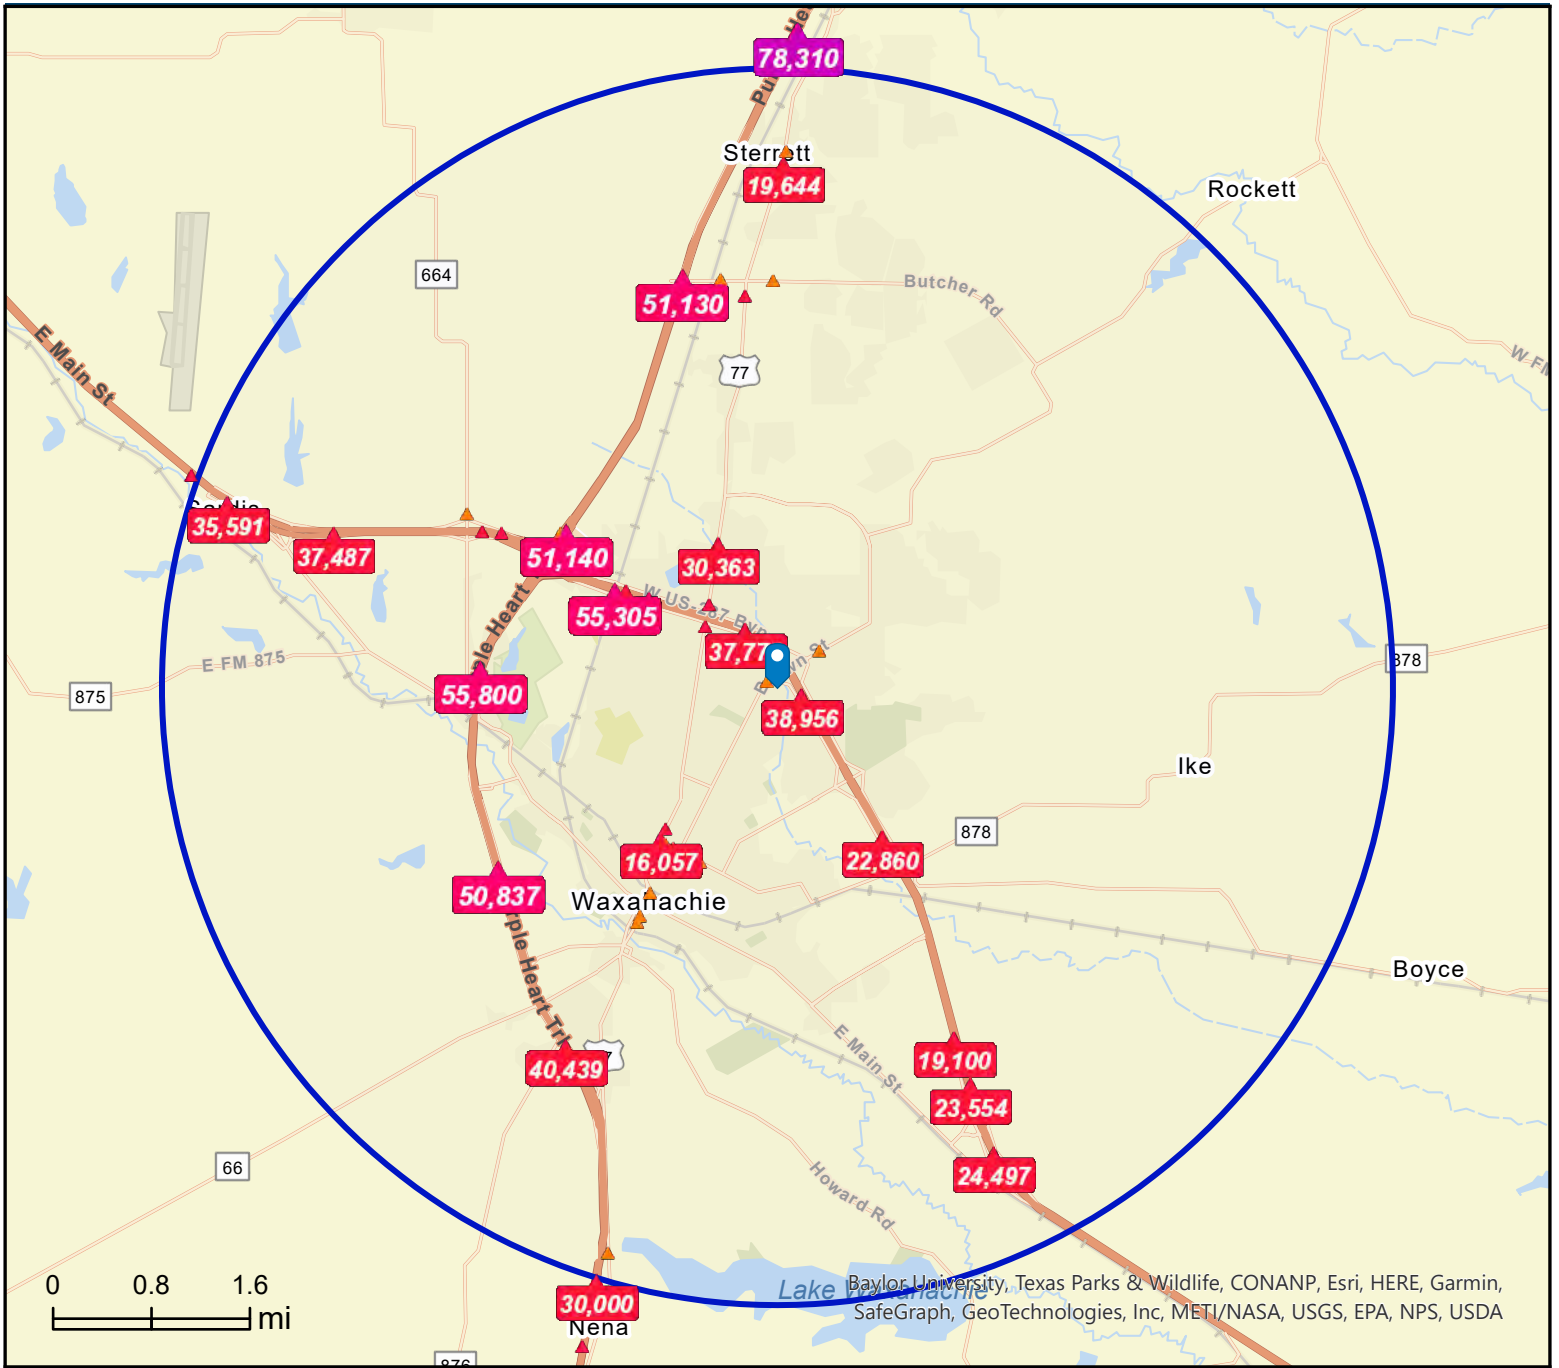 78,310
Sterrett
19,644
Rockett
664
51,130
Butcher Rd
E Main St
77
W FM
35,591
37,487
51,140
30,363
W US-287 Byp
55,305
37,77
E FM 875
875
55,800
38,956
878
Ike
878
16,057
22,860
50,837
Waxahachie
Boyce
Heart Trl
E Main St
40,439
19,100
23,554
66
24,497
Howard Rd
0 0.8 1.6
mi
30,000
Nena
Lake Waxahachie
Baylor University, Texas Parks & Wildlife, CONANP, Esri, HERE, Garmin,
SafeGraph, GeoTechnologies, Inc, METI/NASA, USGS, EPA, NPS, USDA